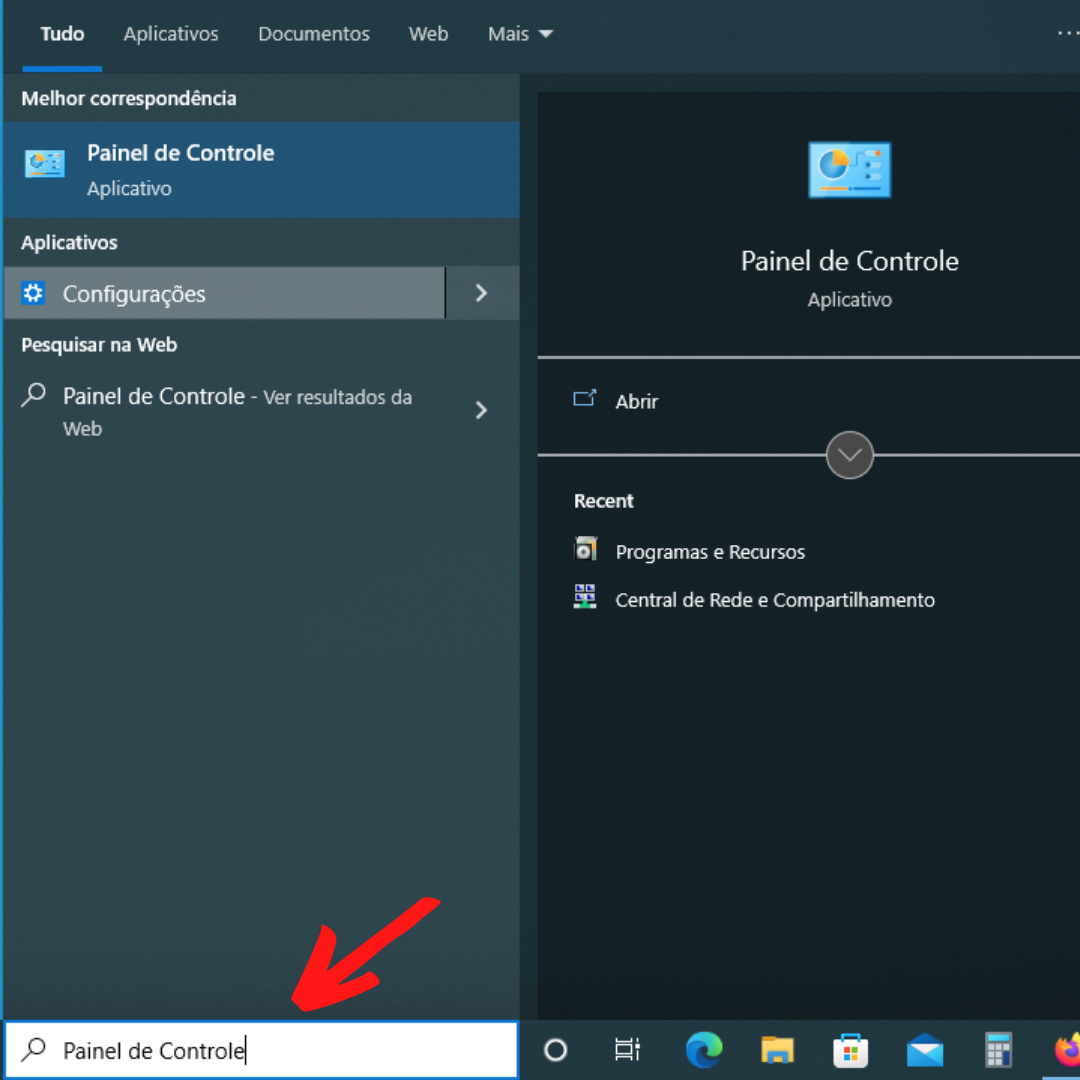 Tudo Aplicativos Documentos Web Mais
Melhor correspondência
Painel de Controle
Aplicativo
Aplicativos
Configurações
Pesquisar na Web
Painel de Controle - Ver resultados da
Web
Painel de Controle
Aplicativo
Abrir
Recent
Programas e Recursos
Central de Rede e Compartilhamento
Painel de Controle